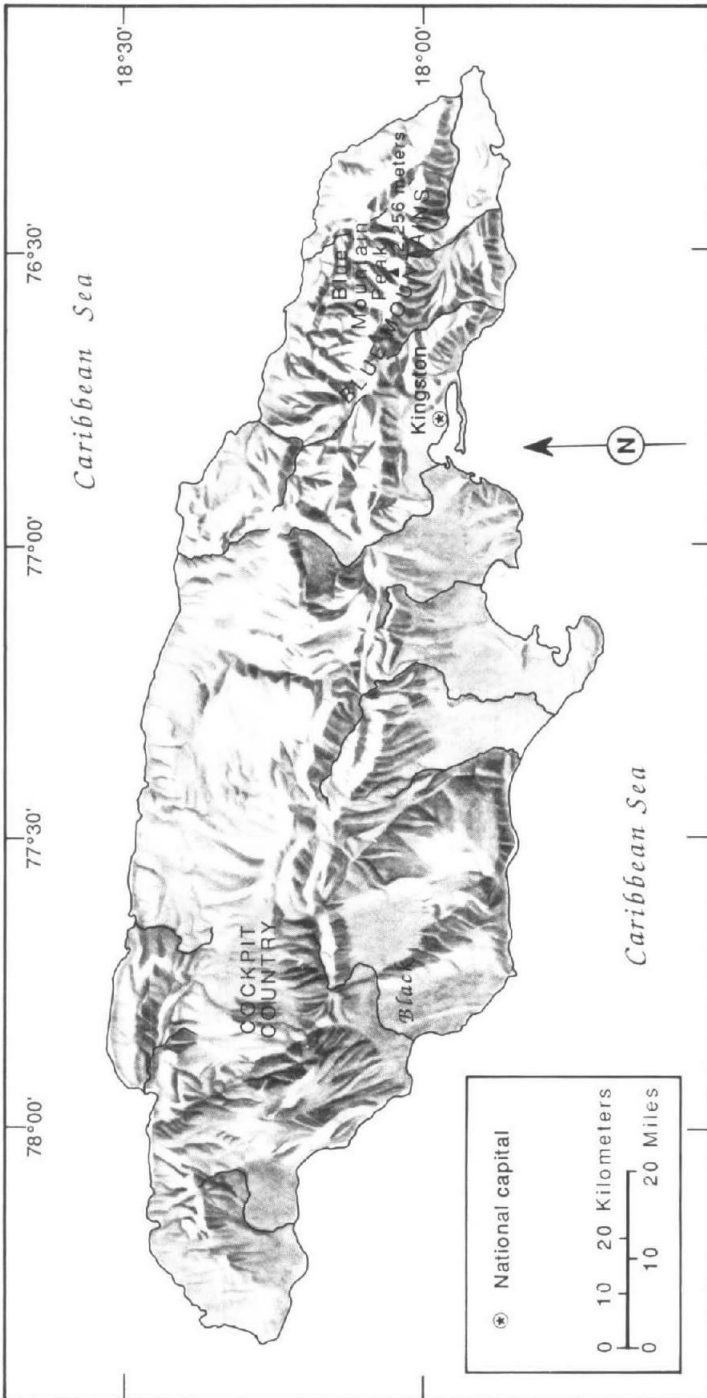 78°00'
77°30'
77°00'
76°30'
18°30'
18°00'
Caribbean Sea
COCKPIT
COUNTRY
Blue
Mountain
Peak
2,256 meters
BLUE MOUNTAINS
Kingston
Black
Caribbean Sea
N
National capital
0 10 20 Kilometers
0 10 20 Miles